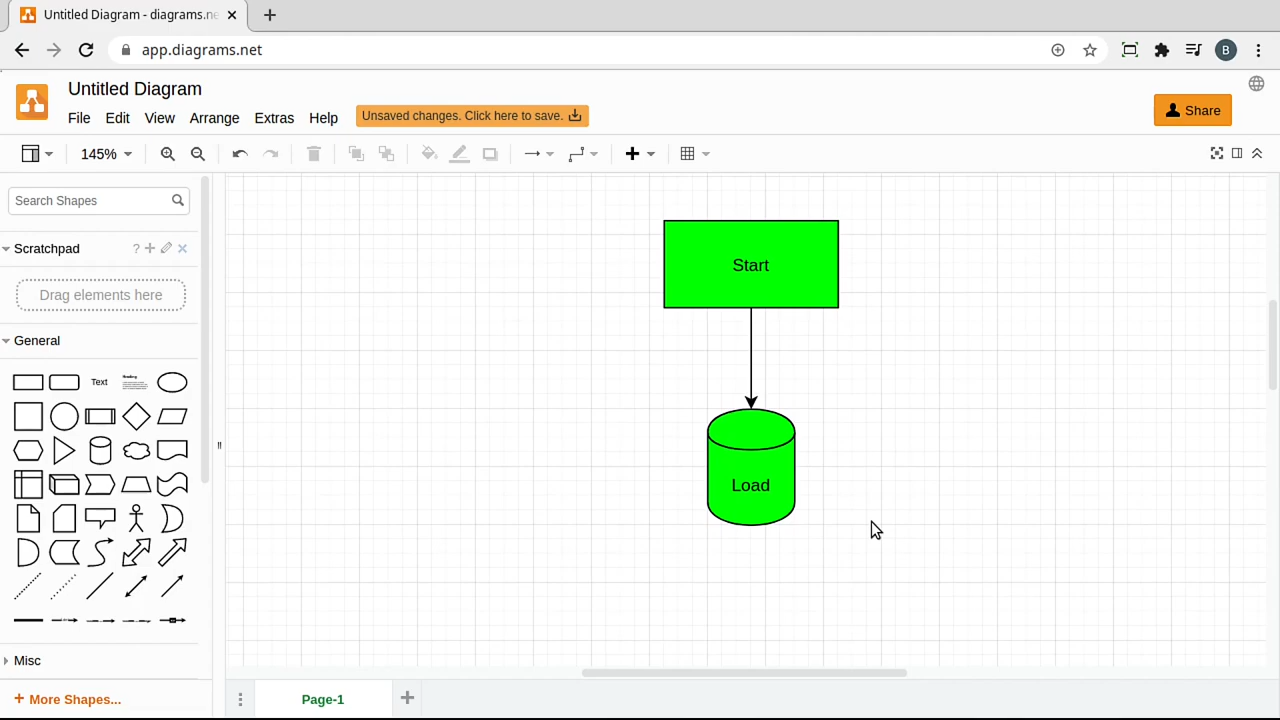 Untitled Diagram - diagrams.ne
app.diagrams.net
B
Untitled Diagram
File Edit View Arrange Extras Help
Unsaved changes. Click here to save.
Share
145%
Search Shapes
Scratchpad
?
Drag elements here
General
Text
Heading
Misc
+ More Shapes...
Start
Load
Page-1